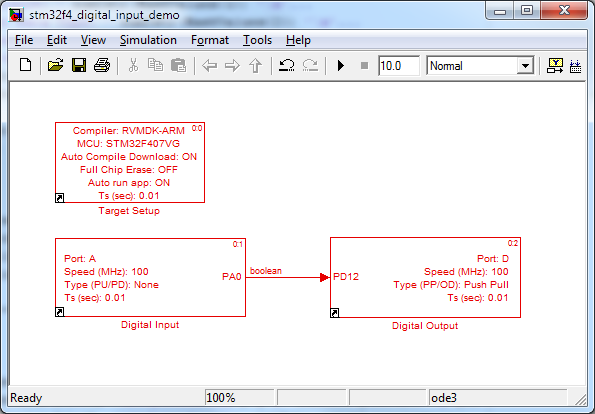 stm32f4_digital_input_demo
File Edit View Simulation Format Tools Help
10.0 Normal
0:0
Compiler: RVMDK-ARM
MCU: STM32F407VG
Auto Compile Download: ON
Full Chip Erase: OFF
Auto run app: ON
Ts (sec): 0.01
Target Setup
0:1
Port: A
Speed (MHz): 100
Type (PU/PD): None
Ts (sec): 0.01
PA0
Digital Input
boolean
0:2
PD12
Port: D
Speed (MHz): 100
Type (PP/OD): Push Pull
Ts (sec): 0.01
Digital Output
Ready 100% ode3